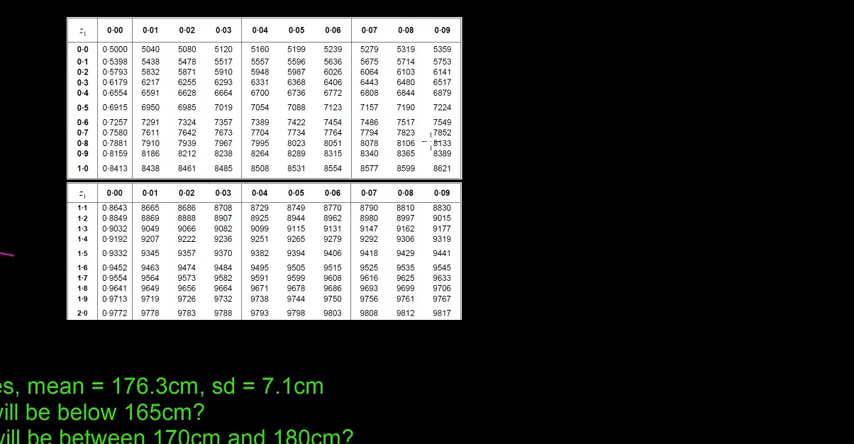 z₁ 0·00 0·01 0·02 0·03 0·04 0·05 0·06 0·07 0·08 0·09
0·0 0·5000 5040 5080 5120 5160 5199 5239 5279 5319 5359
0·1 0·5398 5438 5478 5517 5557 5596 5636 5675 5714 5753
0·2 0·5793 5832 5871 5910 5948 5987 6026 6064 6103 6141
0·3 0·6179 6217 6255 6293 6331 6368 6406 6443 6480 6517
0·4 0·6554 6591 6628 6664 6700 6736 6772 6808 6844 6879
0·5 0·6915 6950 6985 7019 7054 7088 7123 7157 7190 7224
0·6 0·7257 7291 7324 7357 7389 7422 7454 7486 7517 7549
0·7 0·7580 7611 7642 7673 7704 7734 7764 7794 7823 7852
0·8 0·7881 7910 7939 7967 7995 8023 8051 8078 8106 8133
0·9 0·8159 8186 8212 8238 8264 8289 8315 8340 8365 8389
1·0 0·8413 8438 8461 8485 8508 8531 8554 8577 8599 8621
z₁ 0·00 0·01 0·02 0·03 0·04 0·05 0·06 0·07 0·08 0·09
1·1 0·8643 8665 8686 8708 8729 8749 8770 8790 8810 8830
1·2 0·8849 8869 8888 8907 8925 8944 8962 8980 8997 9015
1·3 0·9032 9049 9066 9082 9099 9115 9131 9147 9162 9177
1·4 0·9192 9207 9222 9236 9251 9265 9279 9292 9306 9319
1·5 0·9332 9345 9357 9370 9382 9394 9406 9418 9429 9441
1·6 0·9452 9463 9474 9484 9495 9505 9515 9525 9535 9545
1·7 0·9554 9564 9573 9582 9591 9599 9608 9616 9625 9633
1·8 0·9641 9649 9656 9664 9671 9678 9686 9693 9699 9706
1·9 0·9713 9719 9726 9732 9738 9744 9750 9756 9761 9767
2·0 0·9772 9778 9783 9788 9793 9798 9803 9808 9812 9817
es, mean = 176.3cm, sd = 7.1cm
will be below 165cm?
will be between 170cm and 180cm?